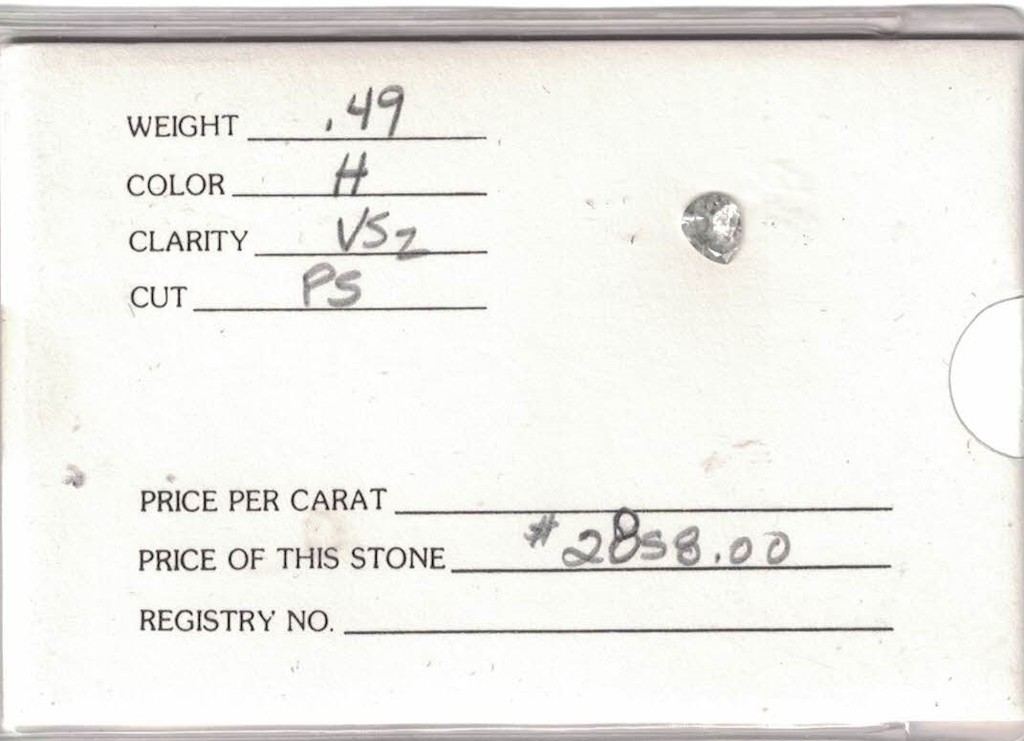 WEIGHT .49
COLOR H
CLARITY VS2
CUT PS
PRICE PER CARAT
PRICE OF THIS STONE #2858.00
REGISTRY NO.